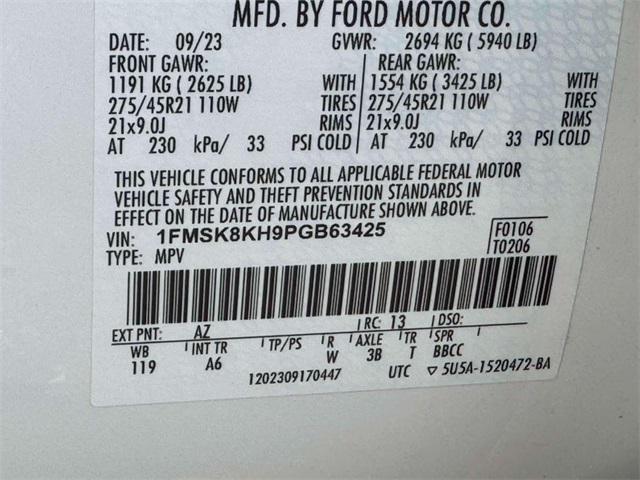 MFD. BY FORD MOTOR CO.
DATE: 09/23 GVWR: 2694 KG ( 5940 LB)
FRONT GAWR: REAR GAWR:
1191 KG ( 2625 LB) WITH 1554 KG ( 3425 LB) WITH
275/45R21 110W TIRES 275/45R21 110W TIRES
21x9.0J RIMS 21x9.0J RIMS
AT 230 kPa/ 33 PSI COLD AT 230 kPa/ 33 PSI COLD
THIS VEHICLE CONFORMS TO ALL APPLICABLE FEDERAL MOTOR
VEHICLE SAFETY AND THEFT PREVENTION STANDARDS IN
EFFECT ON THE DATE OF MANUFACTURE SHOWN ABOVE.
VIN: 1FMSK8KH9PGB63425 F0106
TYPE: MPV T0206
EXT PNT: AZ RC: 13 DSO:
WB INT TR TP/PS R AXLE TR SPR
119 A6 W 3B T BBCC
1202309170447 UTC ▽ 5U5A-1520472-BA